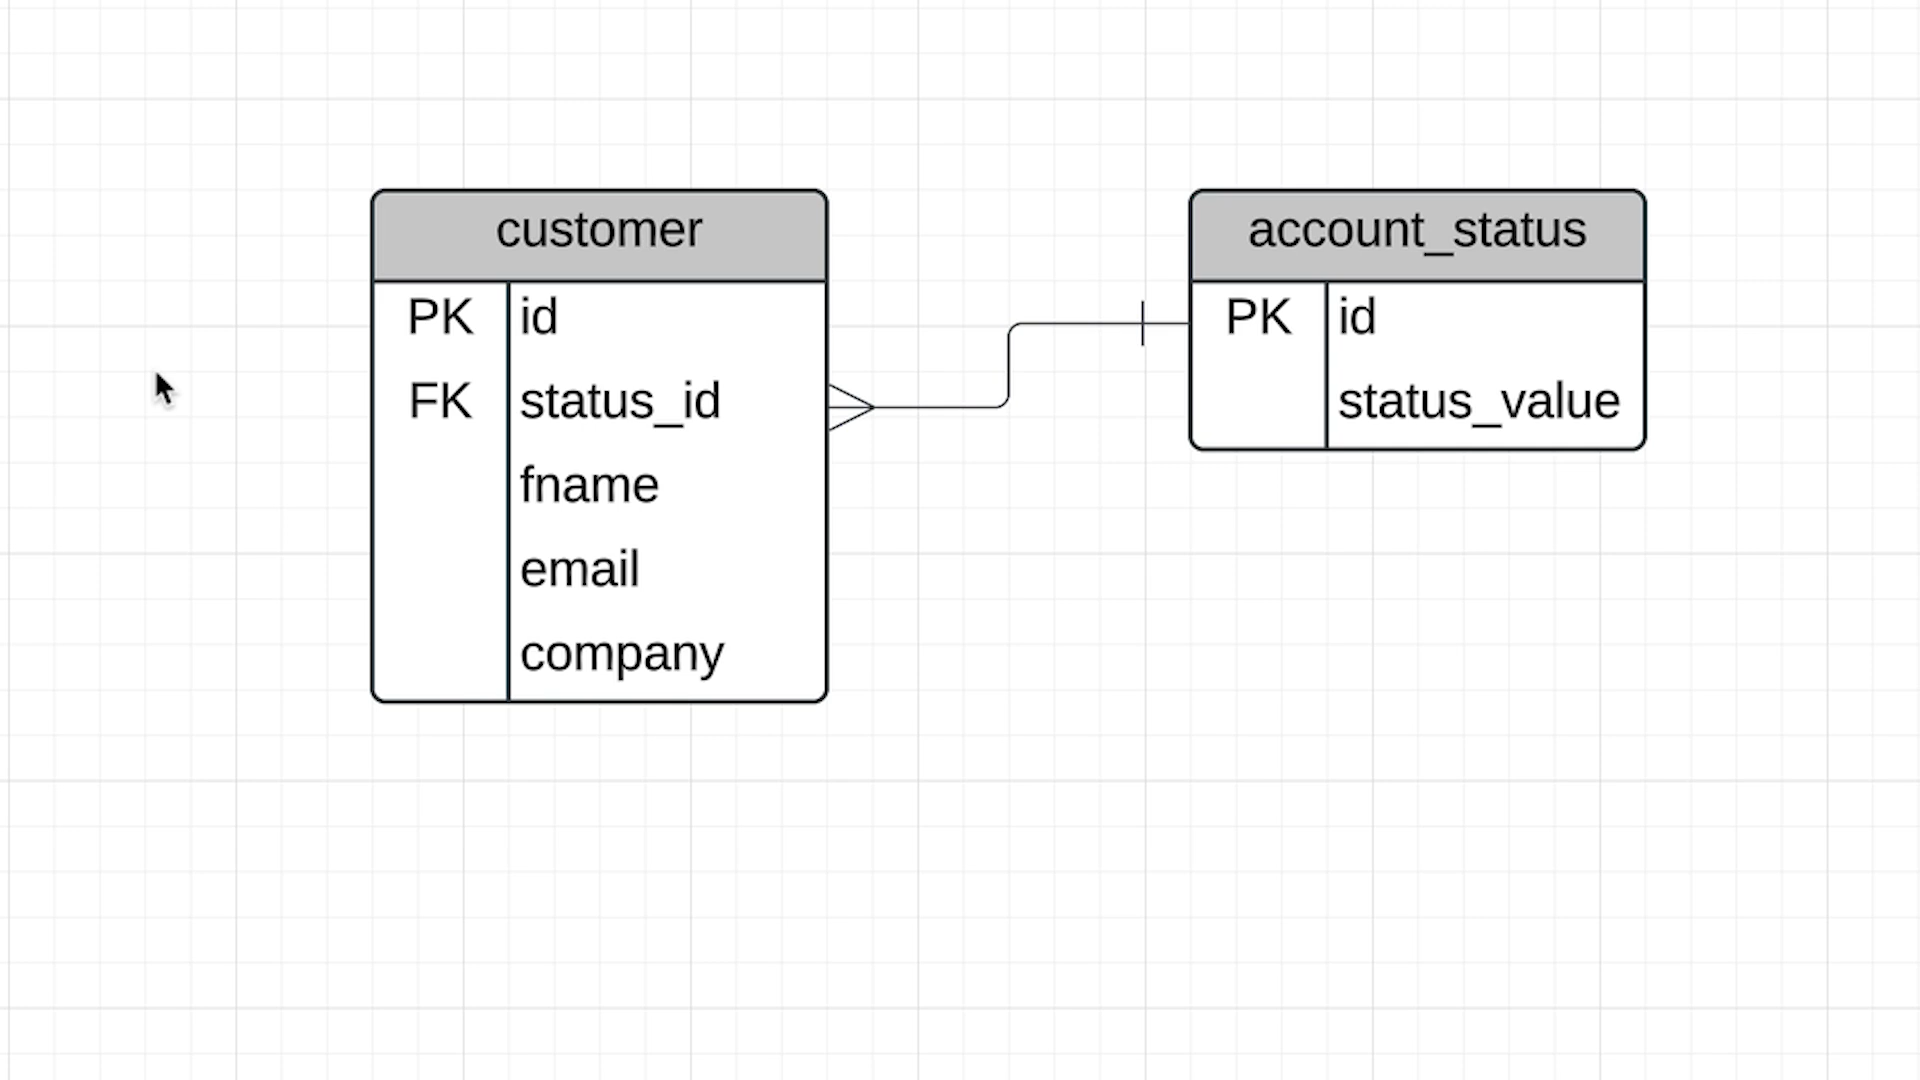 customer
PK id
FK status_id
fname
email
company
account_status
PK id
status_value